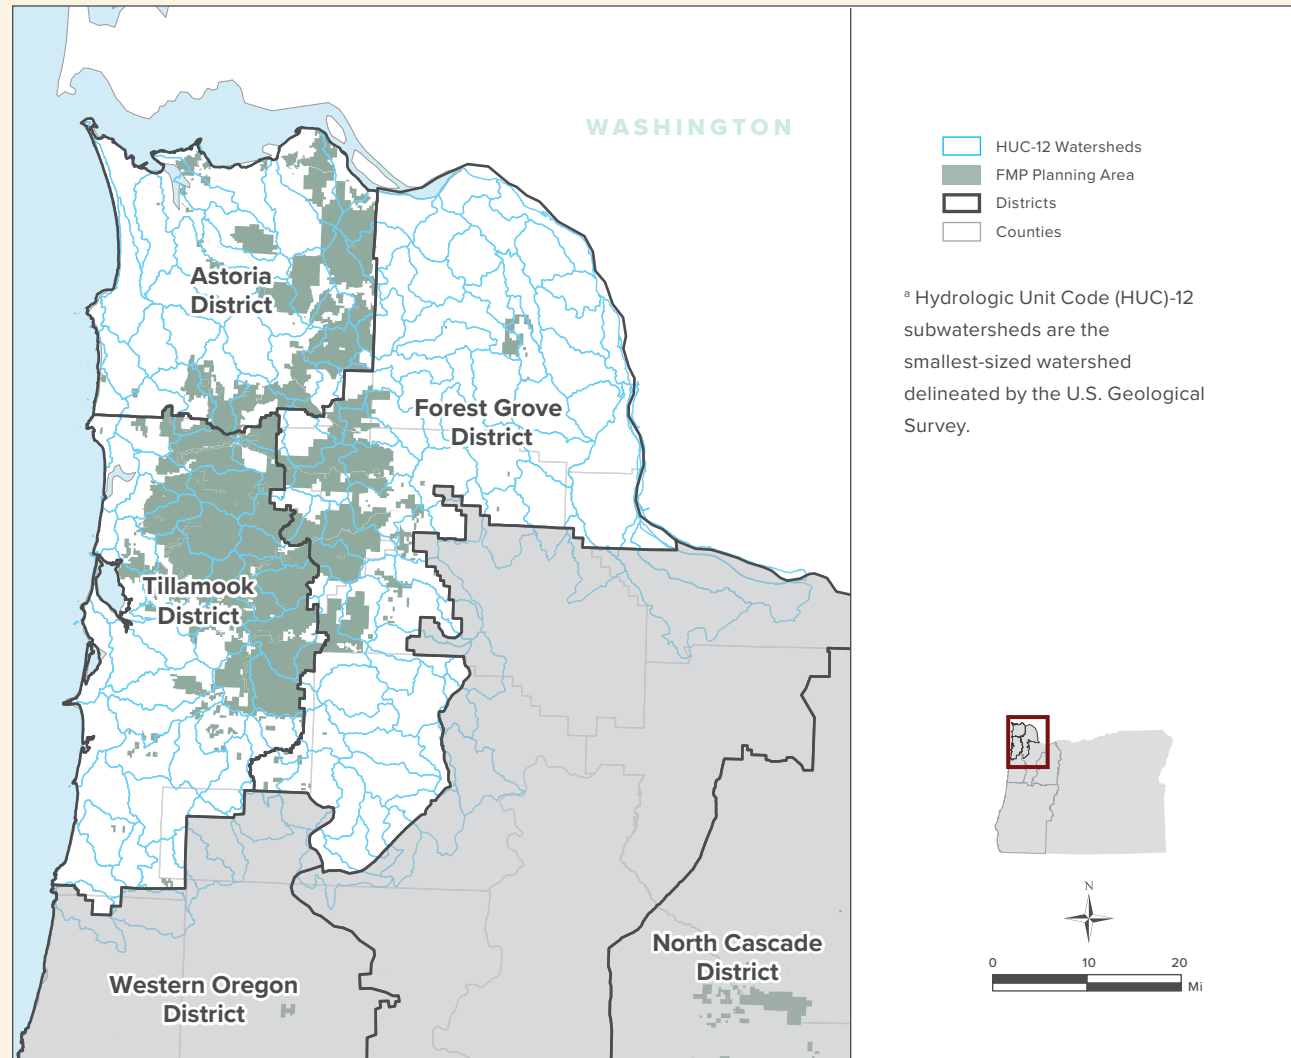 WASHINGTON
Astoria
District
Forest Grove
District
Tillamook
District
Western Oregon
District
North Cascade
District
HUC-12 Watersheds
FMP Planning Area
Districts
Counties
a Hydrologic Unit Code (HUC)-12
subwatersheds are the
smallest-sized watershed
delineated by the U.S. Geological
Survey.
N
0 10 20
Mi